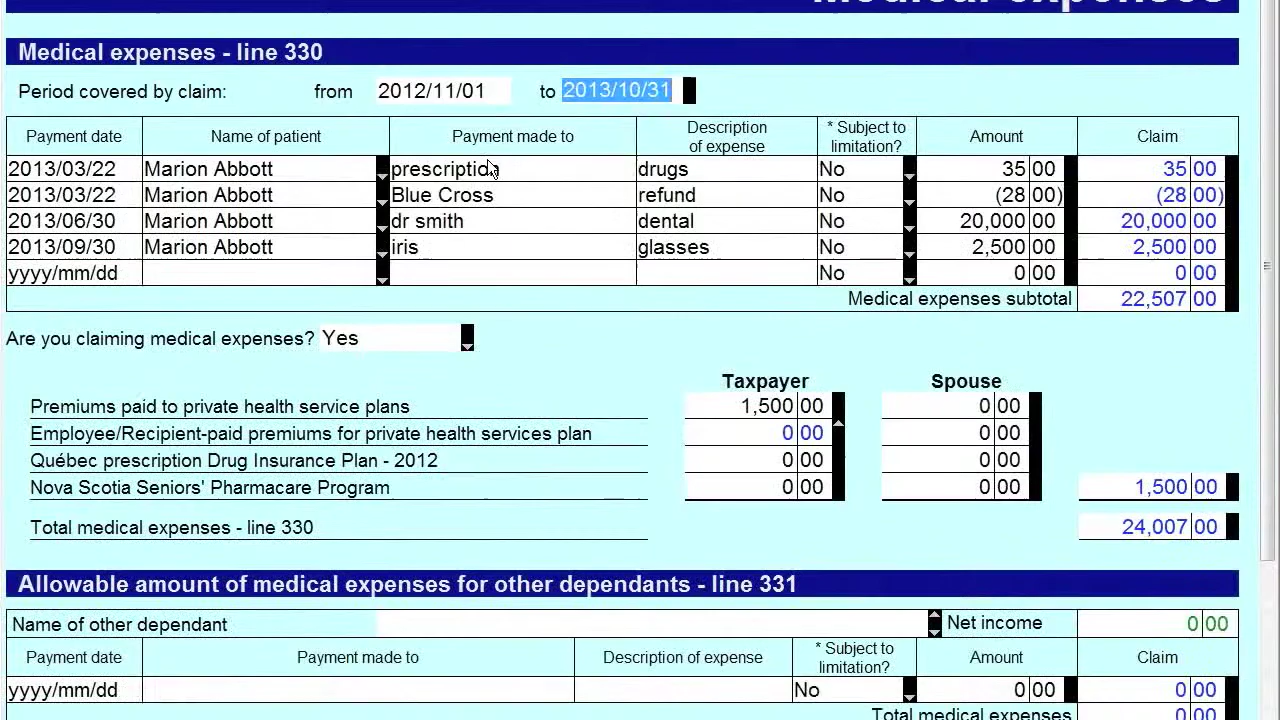 Medical expenses
Medical expenses - line 330
Period covered by claim: from 2012/11/01 to 2013/10/31
Payment date Name of patient Payment made to Description of expense * Subject to limitation? Amount Claim
2013/03/22 Marion Abbott prescription drugs No 35 00 35 00
2013/03/22 Marion Abbott Blue Cross refund No (28 00) (28 00)
2013/06/30 Marion Abbott dr smith dental No 20,000 00 20,000 00
2013/09/30 Marion Abbott iris glasses No 2,500 00 2,500 00
yyyy/mm/dd No 0 00 0 00
Medical expenses subtotal 22,507 00
Are you claiming medical expenses? Yes
Taxpayer Spouse
Premiums paid to private health service plans 1,500 00 0 00
Employee/Recipient-paid premiums for private health services plan 0 00 0 00
Québec prescription Drug Insurance Plan - 2012 0 00 0 00
Nova Scotia Seniors' Pharmacare Program 0 00 0 00 1,500 00
Total medical expenses - line 330 24,007 00
Allowable amount of medical expenses for other dependants - line 331
Name of other dependant Net income 0 00
Payment date Payment made to Description of expense * Subject to limitation? Amount Claim
yyyy/mm/dd No 0 00 0 00
Total medical expenses 0 00